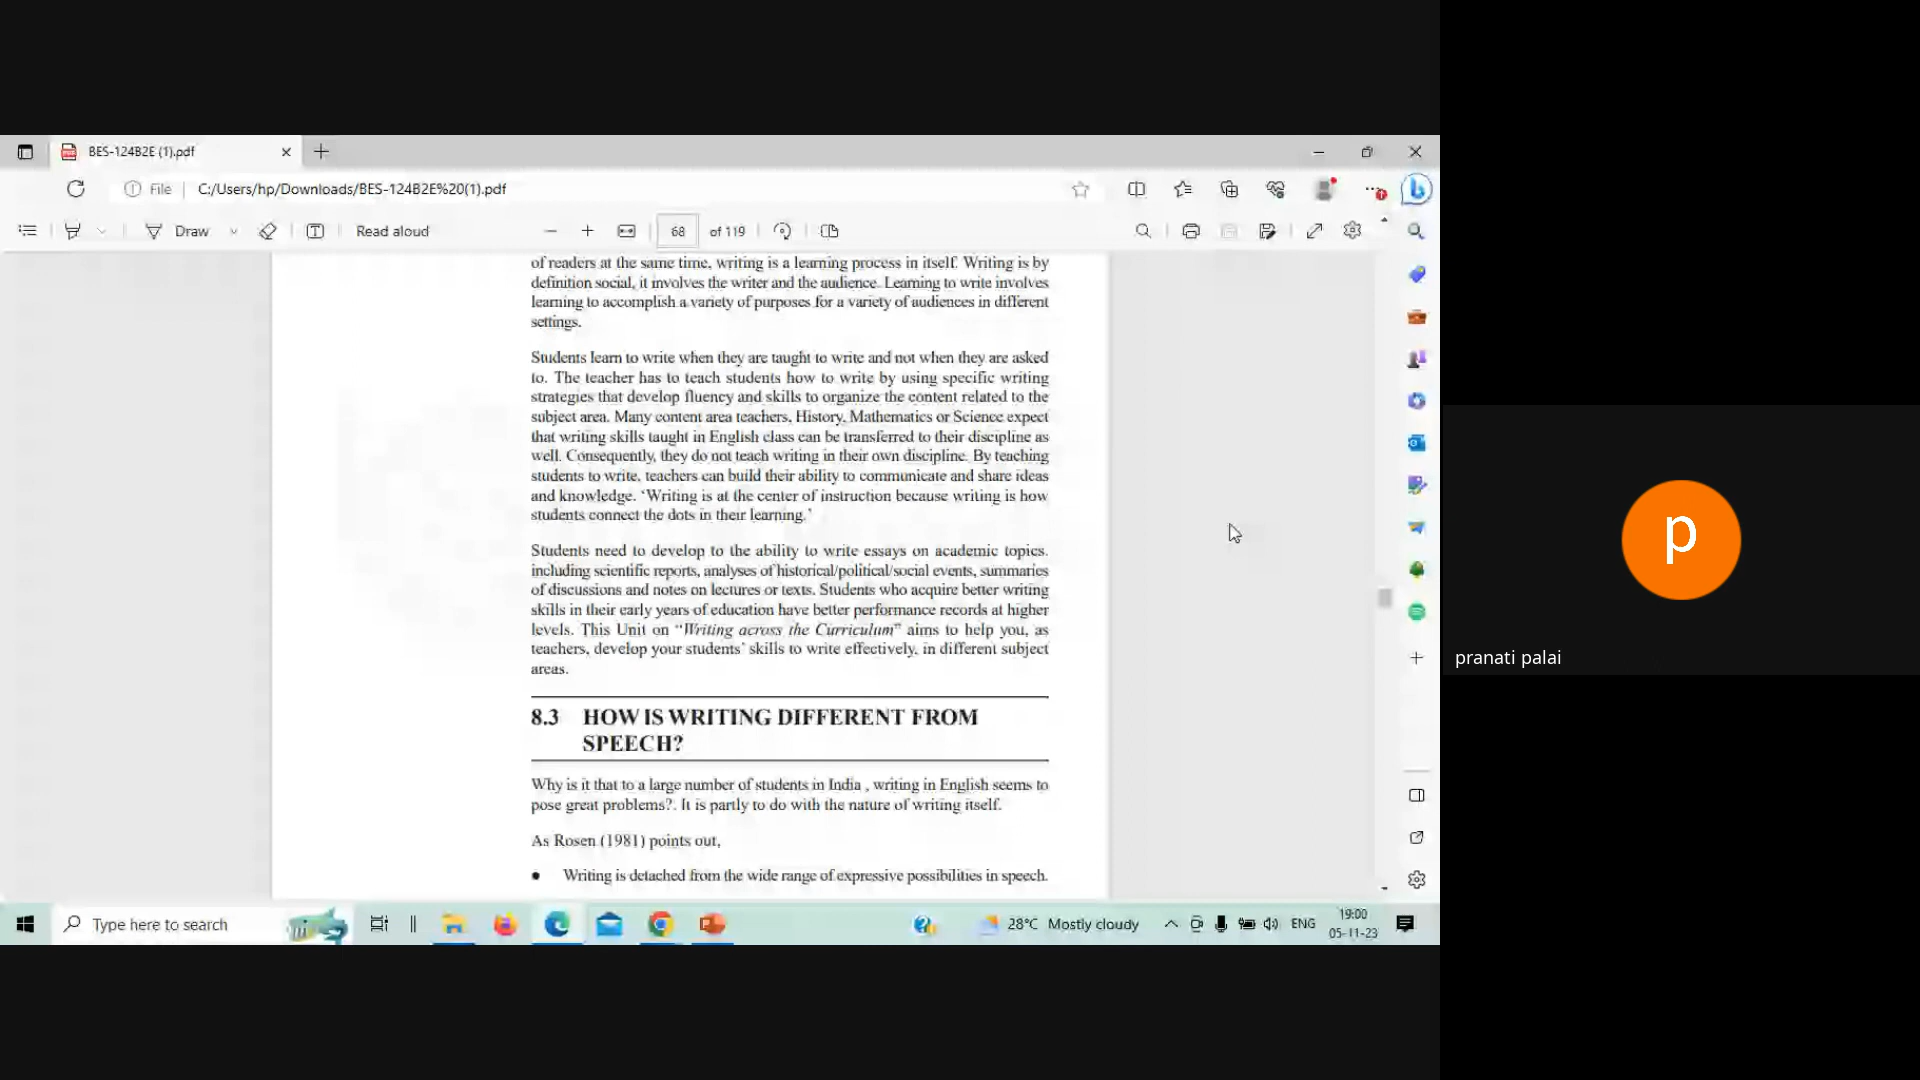 BES-124B2E (1).pdf
File
C:/Users/hp/Downloads/BES-124B2E%20(1).pdf
Draw
Read aloud
68
of 119
of readers at the same time, writing is a learning process in itself. Writing is by
definition social, it involves the writer and the audience. Learning to write involves
learning to accomplish a variety of purposes for a variety of audiences in different
settings.
Students learn to write when they are taught to write and not when they are asked
to. The teacher has to teach students how to write by using specific writing
strategies that develop fluency and skills to organize the content related to the
subject area. Many content area teachers, History, Mathematics or Science expect
that writing skills taught in English class can be transferred to their discipline as
well. Consequently, they do not teach writing in their own discipline. By teaching
students to write, teachers can build their ability to communicate and share ideas
and knowledge. ‘Writing is at the center of instruction because writing is how
students connect the dots in their learning.’
Students need to develop to the ability to write essays on academic topics.
including scientific reports, analyses of historical/political/social events, summaries
of discussions and notes on lectures or texts. Students who acquire better writing
skills in their early years of education have better performance records at higher
levels. This Unit on “Writing across the Curriculum” aims to help you, as
teachers, develop your students’ skills to write effectively, in different subject
areas.
8.3 HOW IS WRITING DIFFERENT FROM
SPEECH?
Why is it that to a large number of students in India , writing in English seems to
pose great problems?. It is partly to do with the nature of writing itself.
As Rosen (1981) points out,
● Writing is detached from the wide range of expressive possibilities in speech.
p
pranati palai
Type here to search
28°C Mostly cloudy
ENG
19:00
05-11-23